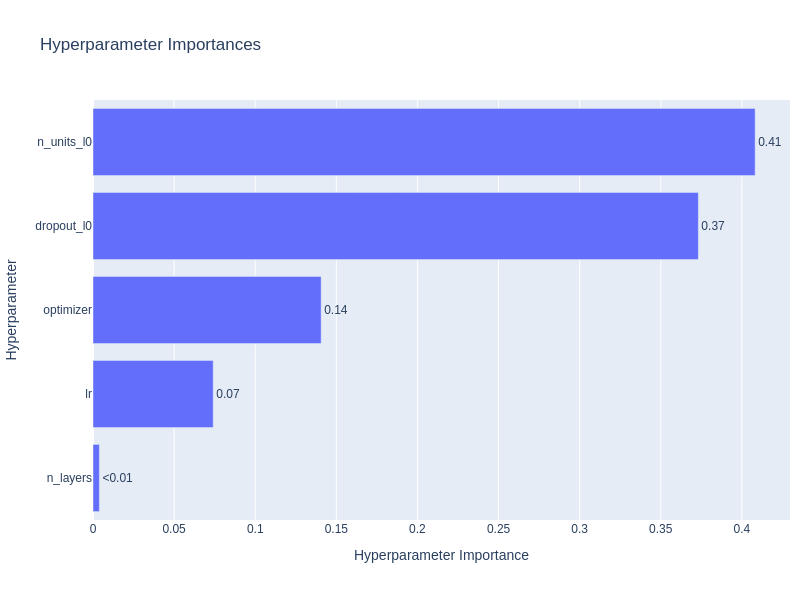 Hyperparameter Importances
n_units_l0
0.41
dropout_l0
0.37
optimizer
0.14
lr
0.07
n_layers
<0.01
0
0.05
0.1
0.15
0.2
0.25
0.3
0.35
0.4
Hyperparameter Importance
Hyperparameter